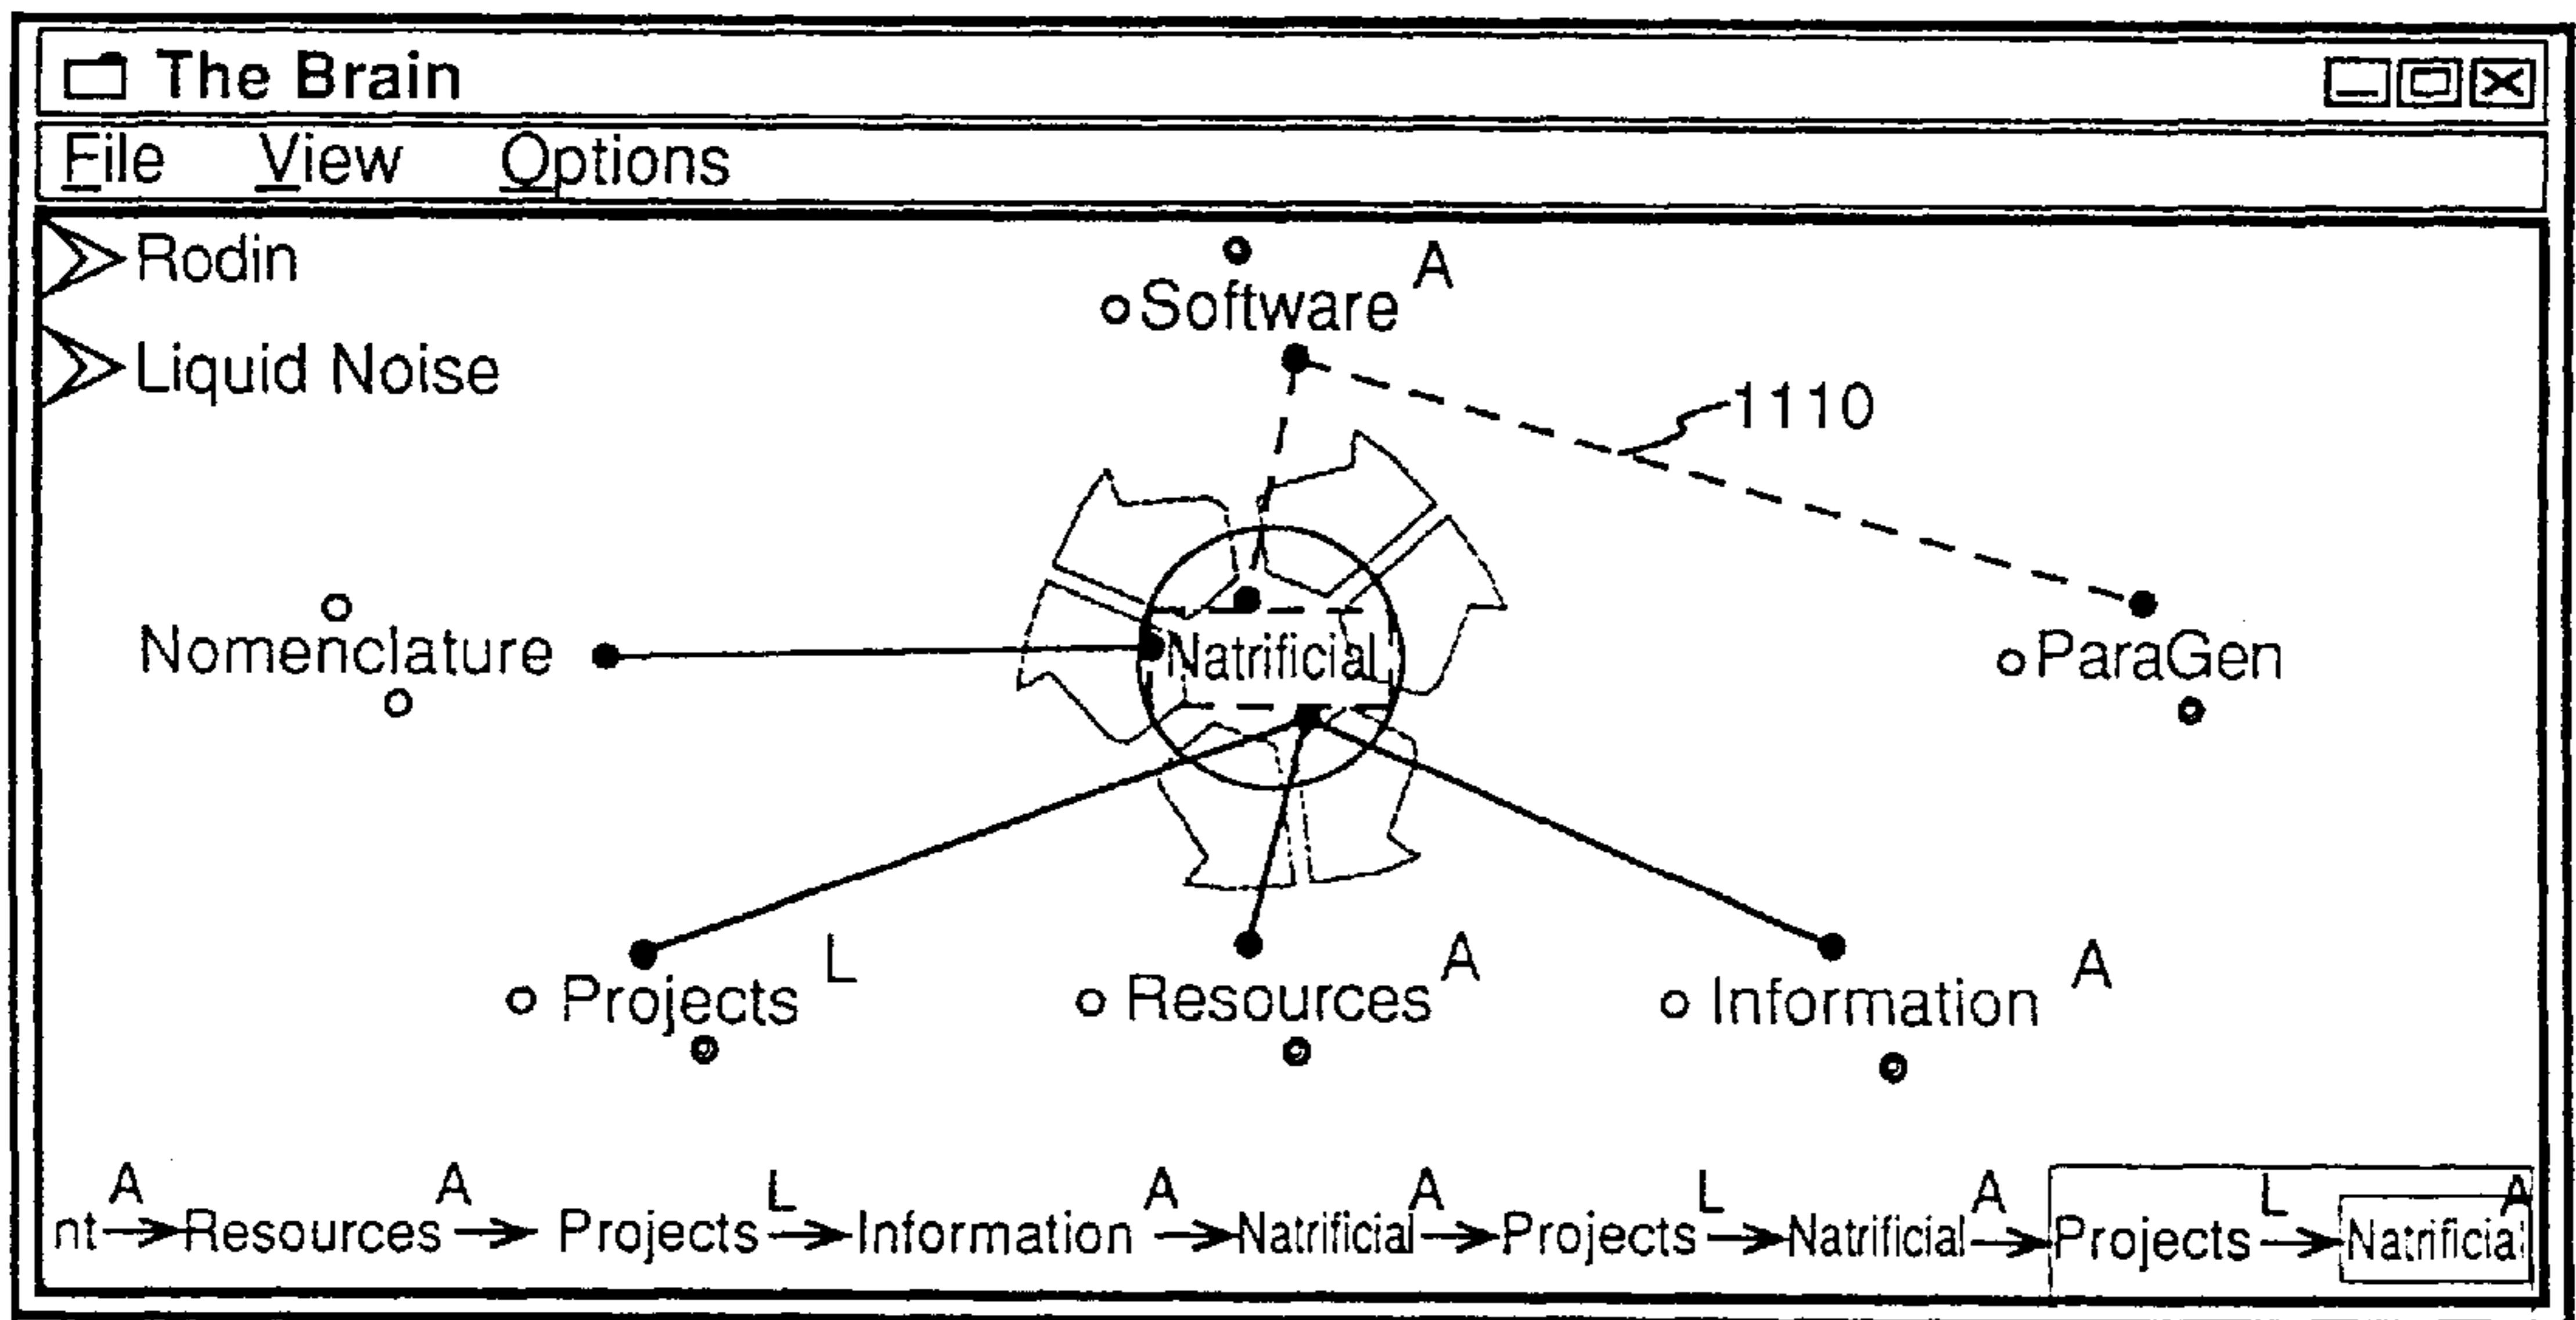 The Brain
File View Options
Rodin
Software A
Liquid Noise
1110
Nomenclature
Natrificial
ParaGen
Projects L
Resources A
Information A
nt A Resources A Projects L Information A Natrificial A Projects L Natrificial A Projects L Natrificial A